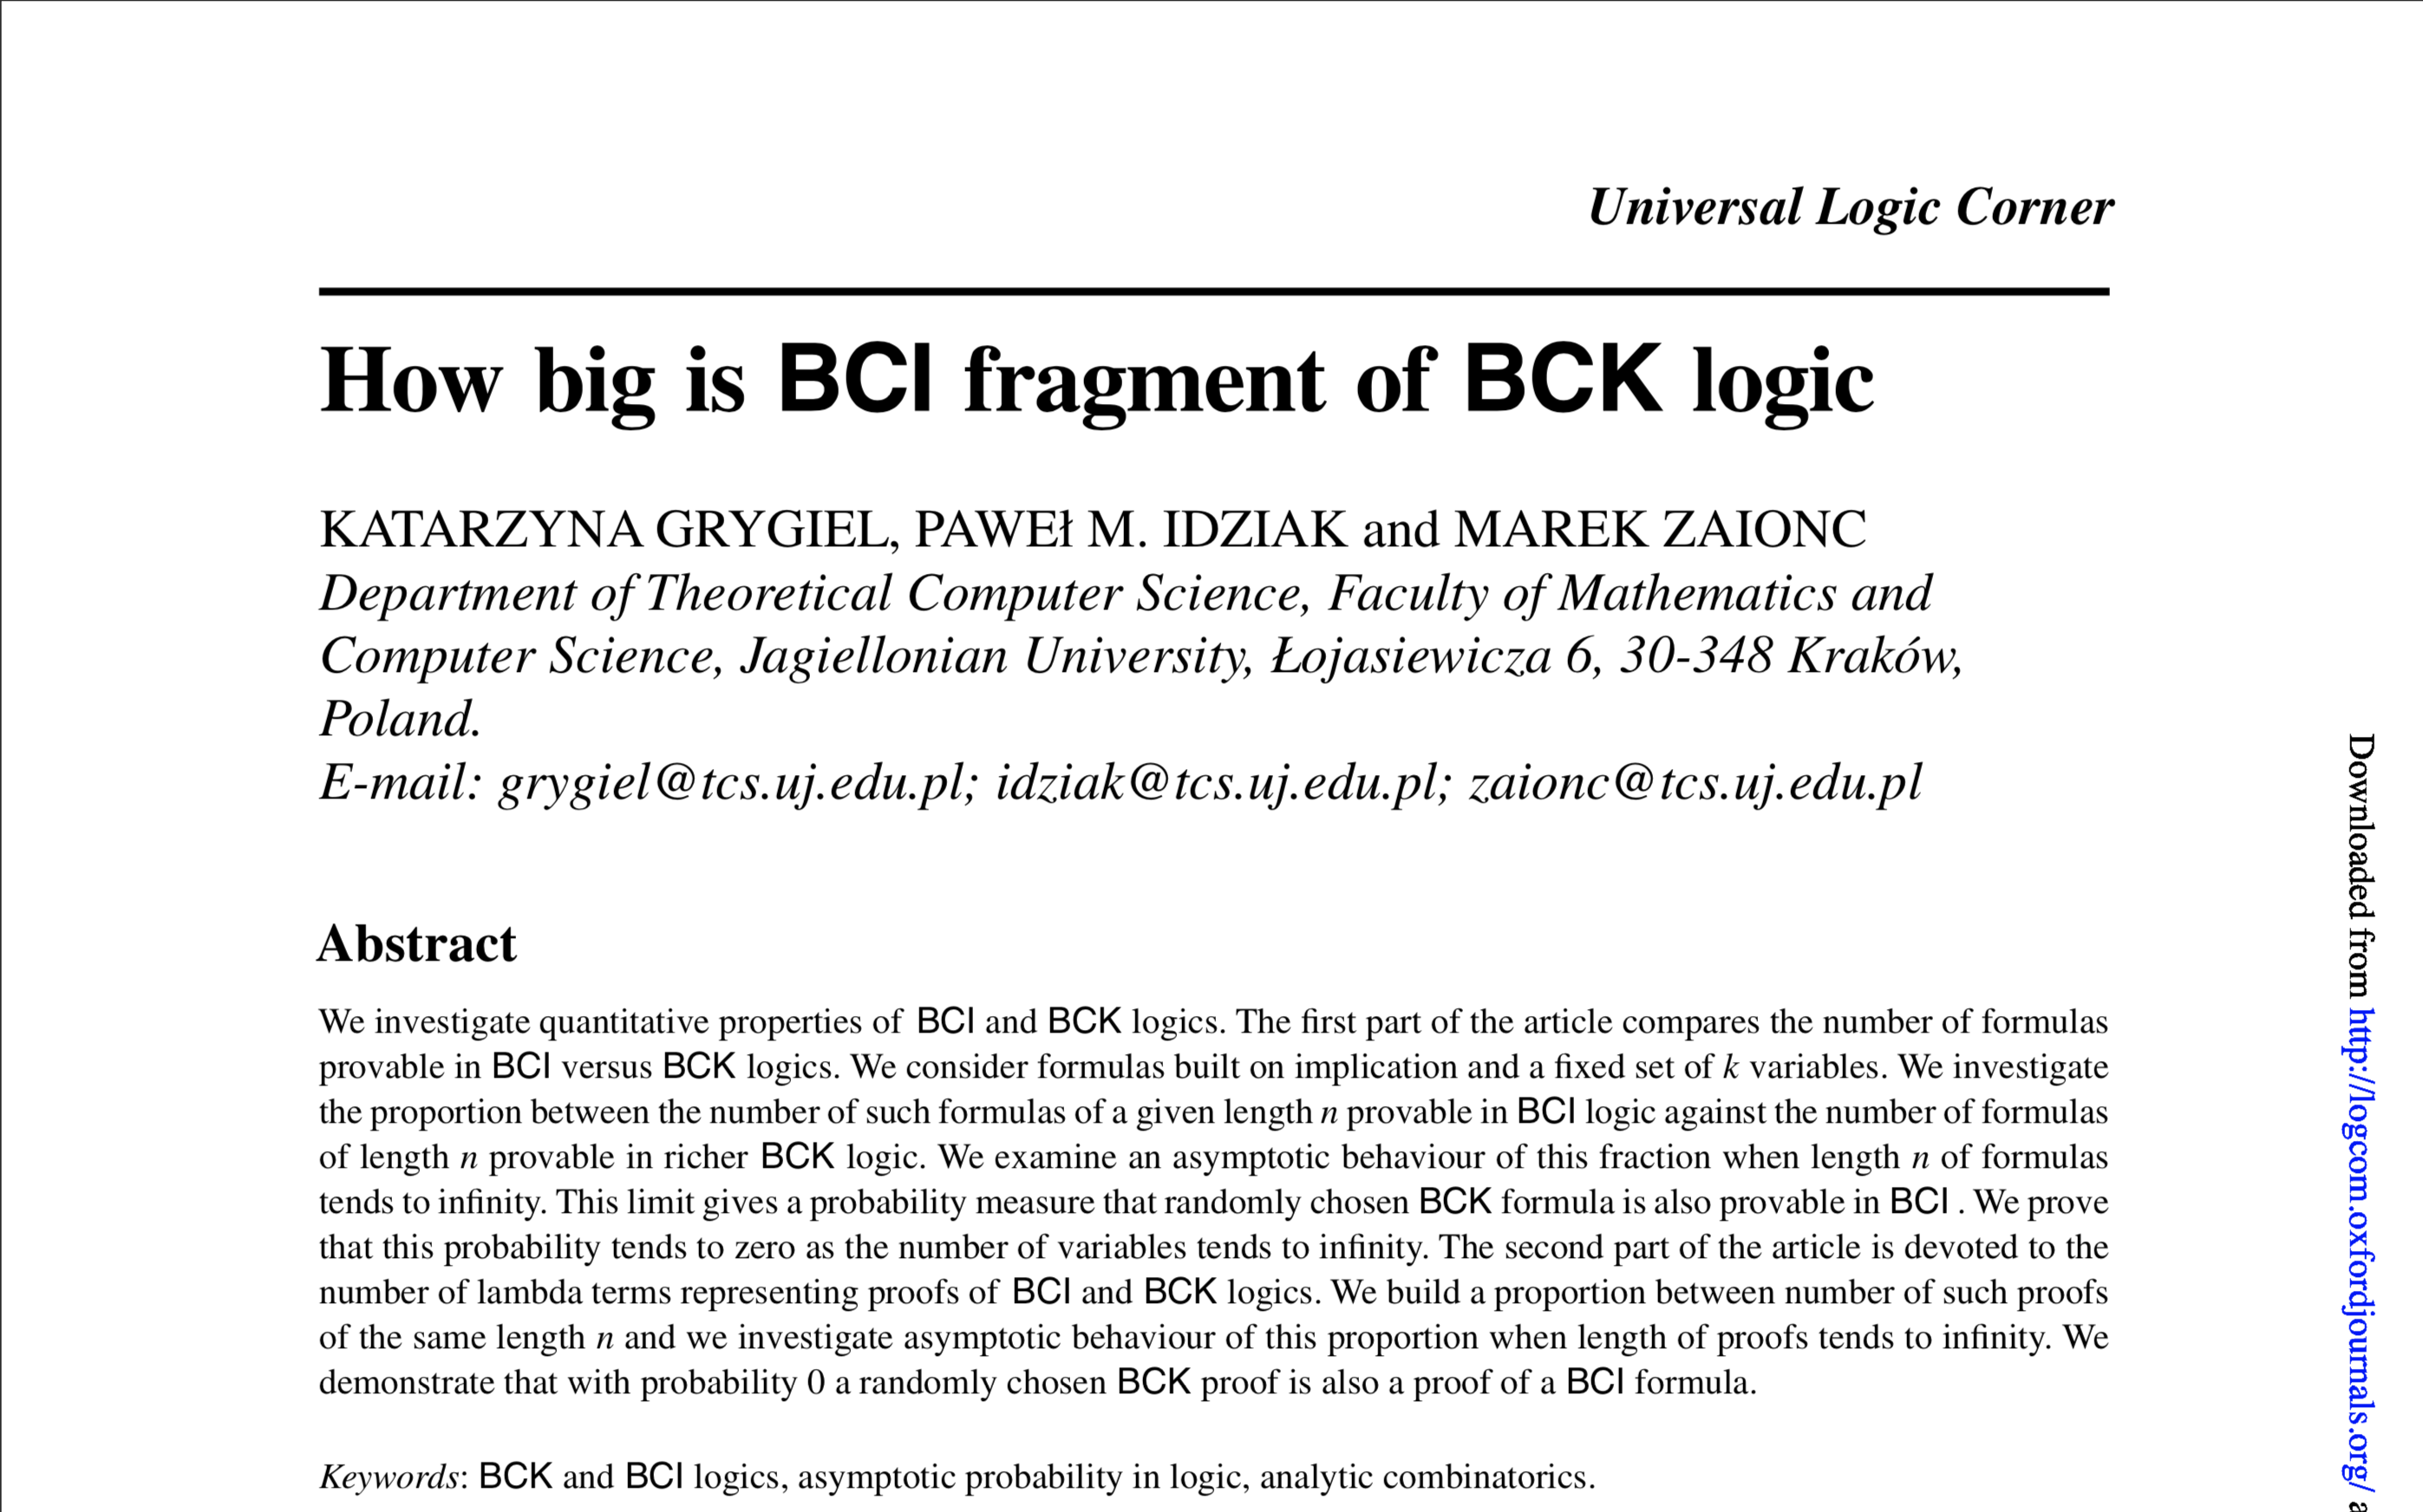 Universal Logic Corner
How big is BCI fragment of BCK logic
KATARZYNA GRYGIEL, PAWEł M. IDZIAK and MAREK ZAIONC
Department of Theoretical Computer Science, Faculty of Mathematics and
Computer Science, Jagiellonian University, Łojasiewicza 6, 30-348 Kraków,
Poland.
E-mail: grygiel@tcs.uj.edu.pl; idziak@tcs.uj.edu.pl; zaionc@tcs.uj.edu.pl
Abstract
We investigate quantitative properties of BCI and BCK logics. The first part of the article compares the number of formulas
provable in BCI versus BCK logics. We consider formulas built on implication and a fixed set of k variables. We investigate
the proportion between the number of such formulas of a given length n provable in BCI logic against the number of formulas
of length n provable in richer BCK logic. We examine an asymptotic behaviour of this fraction when length n of formulas
tends to infinity. This limit gives a probability measure that randomly chosen BCK formula is also provable in BCI . We prove
that this probability tends to zero as the number of variables tends to infinity. The second part of the article is devoted to the
number of lambda terms representing proofs of BCI and BCK logics. We build a proportion between number of such proofs
of the same length n and we investigate asymptotic behaviour of this proportion when length of proofs tends to infinity. We
demonstrate that with probability 0 a randomly chosen BCK proof is also a proof of a BCI formula.
Keywords: BCK and BCI logics, asymptotic probability in logic, analytic combinatorics.
Downloaded from http://logcom.oxfordjournals.org/ a